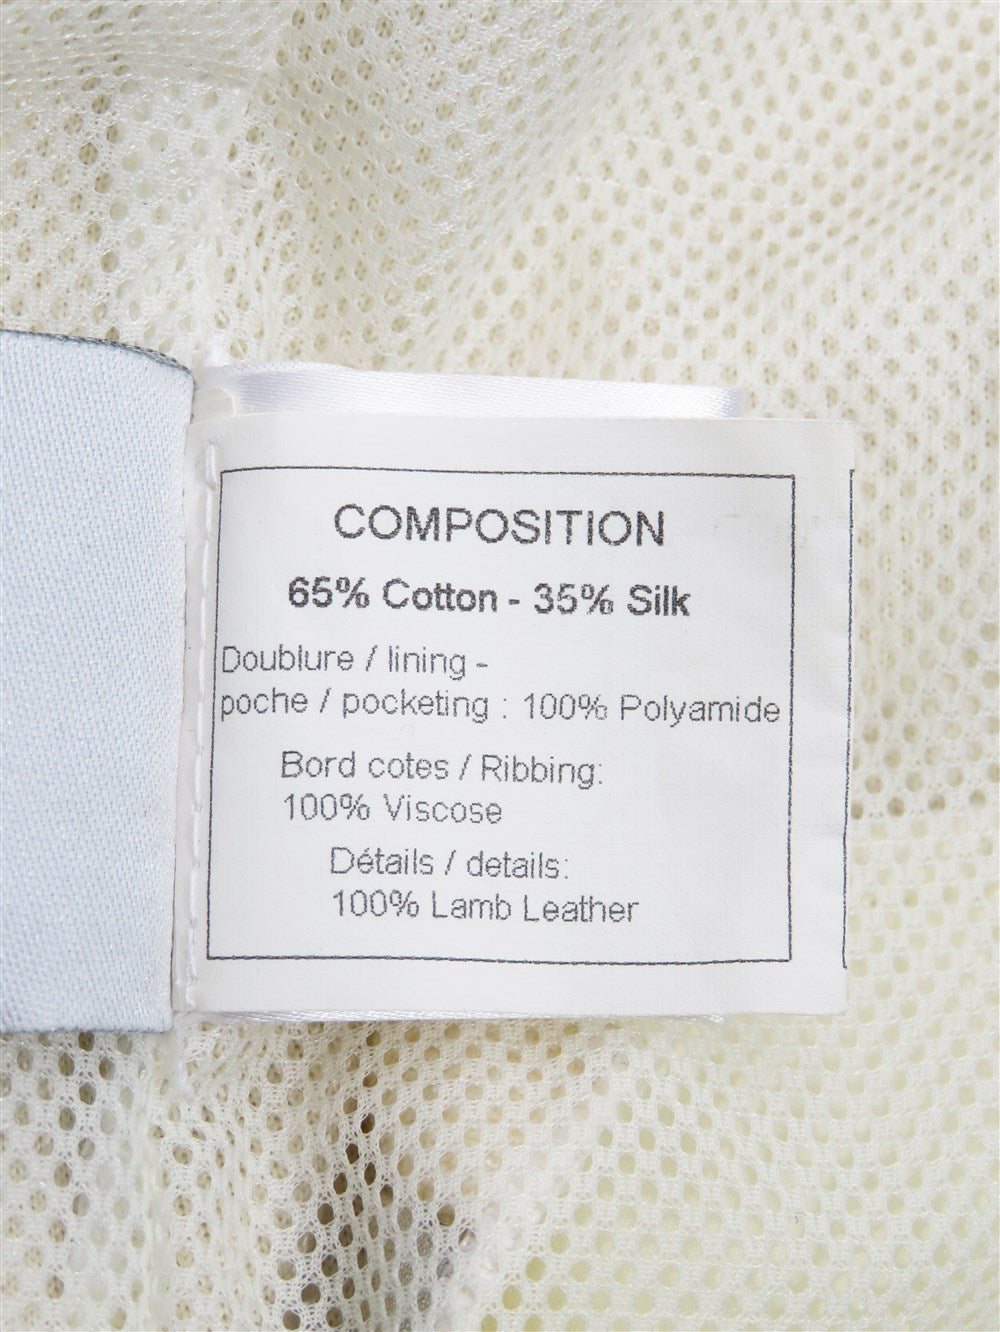 COMPOSITION
65% Cotton - 35% Silk
Doublure / lining -
poche / pocketing : 100% Polyamide
Bord cotes / Ribbing:
100% Viscose
Détails / details:
100% Lamb Leather